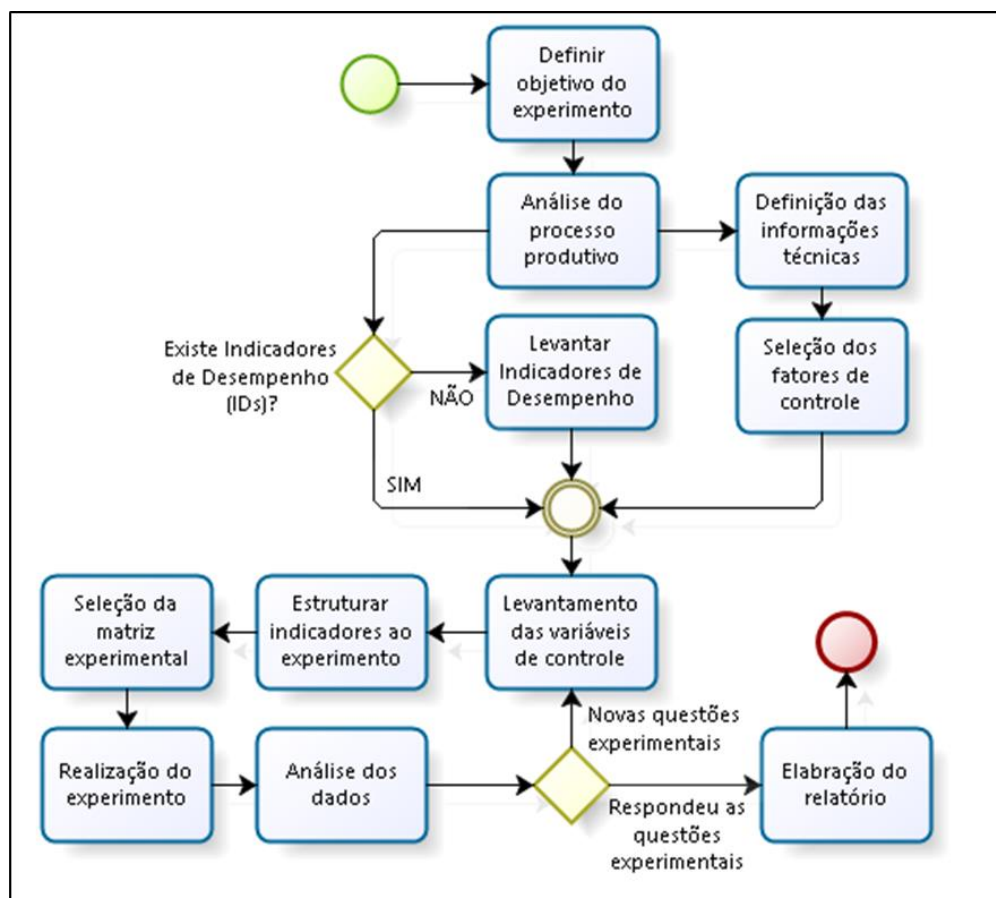 Definir
objetivo do
experimento
Análise do
processo
produtivo
Definição das
informações
técnicas
Existe Indicadores
de Desempenho
(IDs)?
NÃO
Levantar
Indicadores de
Desempenho
Seleção dos
fatores de
controle
SIM
Seleção da
matriz
experimental
Estruturar
indicadores ao
experimento
Levantamento
das variáveis
de controle
Novas questões
experimentais
Realização do
experimento
Análise dos
dados
Respondeu as
questões
experimentais
Elabração do
relatório